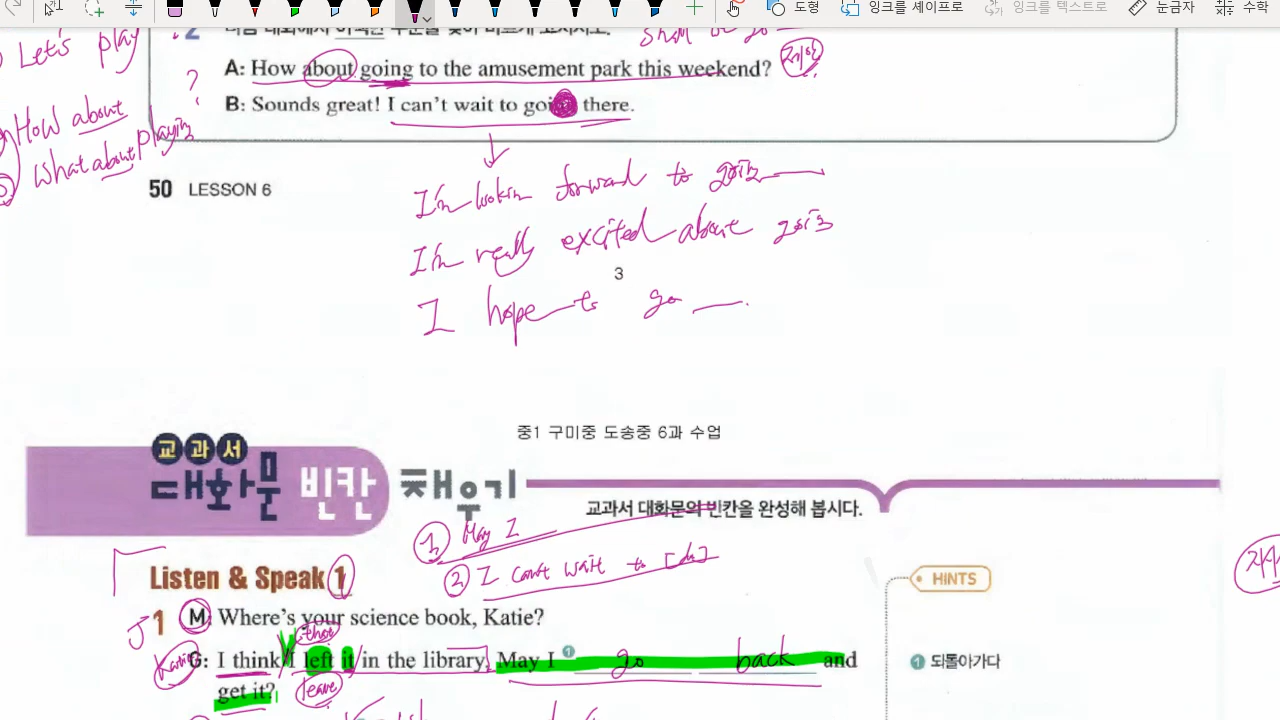 도형 잉크를 셰이프로 잉크를 텍스트로 눈금자 수학
Let's play
2
A: How about going to the amusement park this weekend? 제안
B: Sounds great! I can't wait to going there.
How about
What about playing
50 LESSON 6
I'm lookin forward to going
I'm really excited about going
3
I hope to go
중1 구미중 도송중 6과 수업
교과서
대화문 빈칸 채우기
교과서 대화문의 빈칸을 완성해 봅시다.
① May I
② I can't wait to [do]
Listen & Speak 1
HINTS
1 M: Where's your science book, Katie?
that
Katie G: I think I left it in the library. May I ❶ go back and
❶ 되돌아가다
get it?
leave